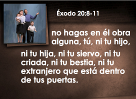 Éxodo 20:8-11
no hagas en él obra
alguna, tú, ni tu hijo,
ni tu hija, ni tu siervo, ni tu
criada, ni tu bestia, ni tu
extranjero que está dentro
de tus puertas.